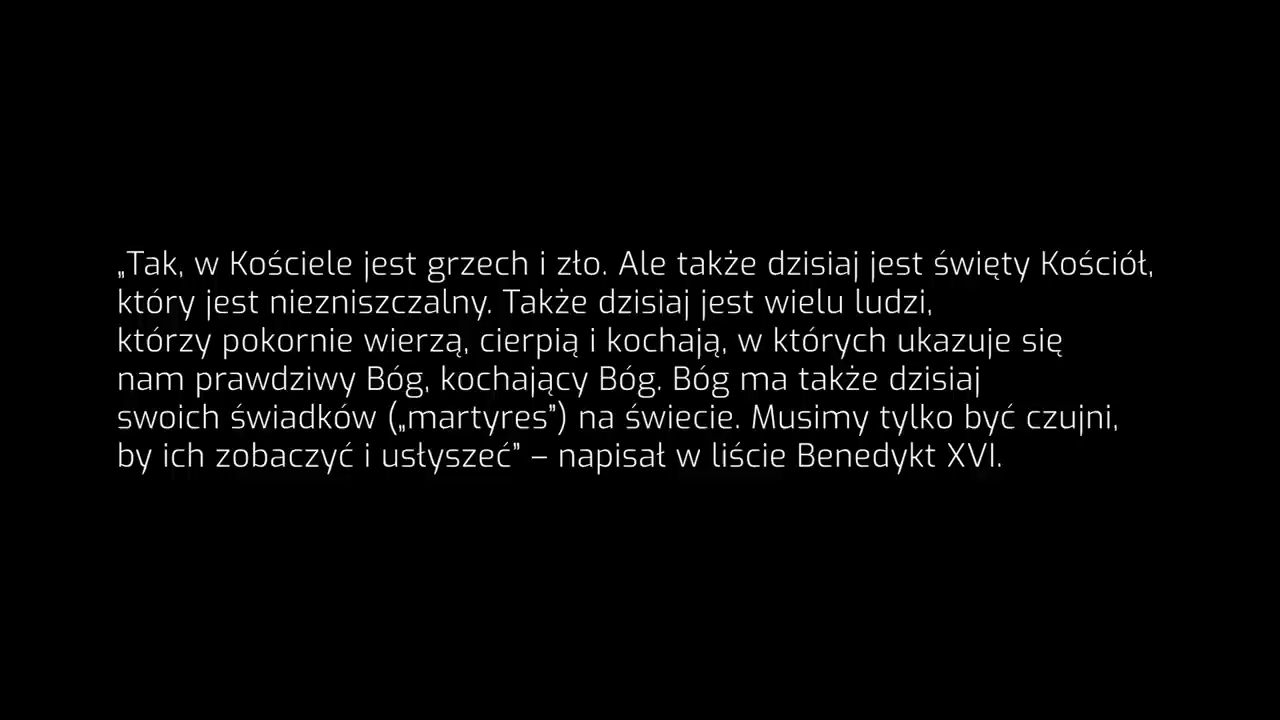 „Tak, w Kościele jest grzech i zło. Ale także dzisiaj jest święty Kościół,
który jest niezniszczalny. Także dzisiaj jest wielu ludzi,
którzy pokornie wierzą, cierpią i kochają, w których ukazuje się
nam prawdziwy Bóg, kochający Bóg. Bóg ma także dzisiaj
swoich świadków („martyres”) na świecie. Musimy tylko być czujni,
by ich zobaczyć i usłyszeć” – napisał w liście Benedykt XVI.